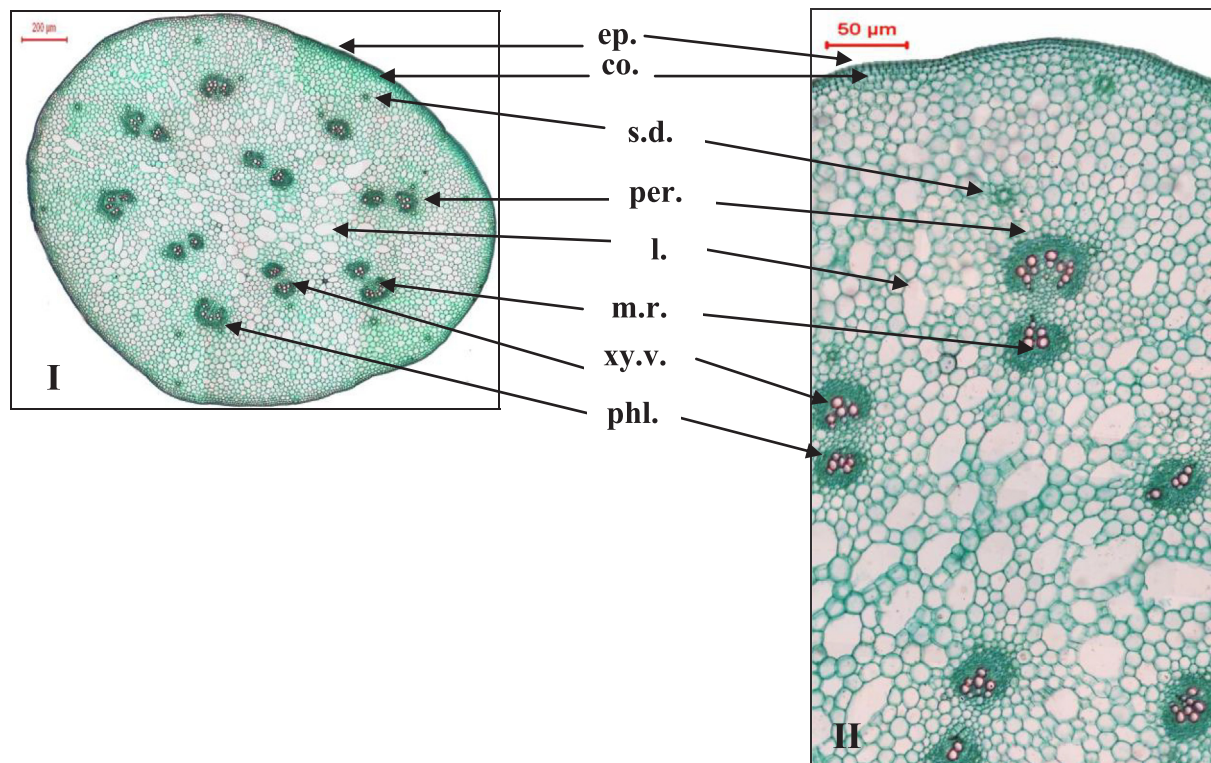 200 µm
50 µm
ep.
co.
s.d.
per.
l.
m.r.
xy.v.
phl.
I
II